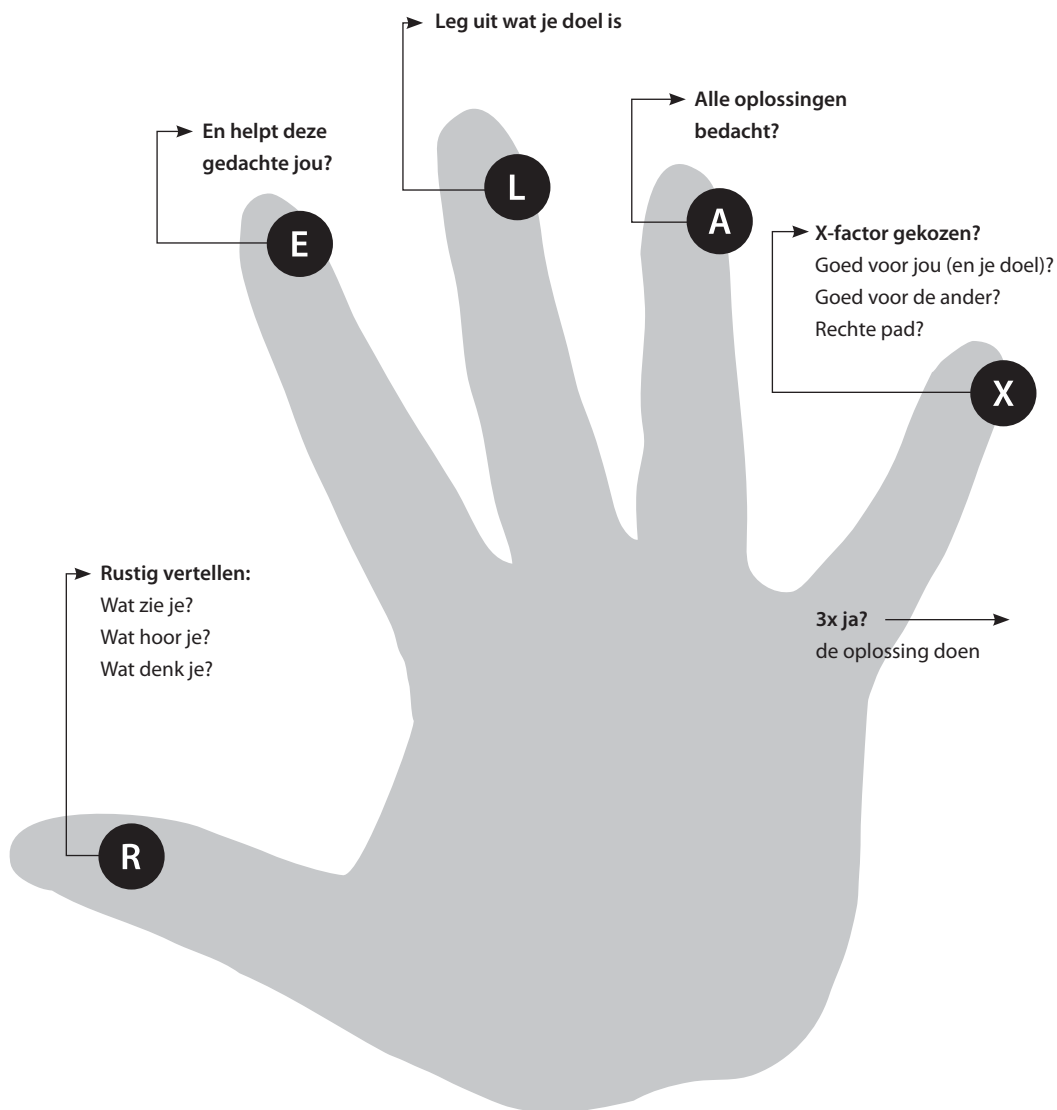 Leg uit wat je doel is
Alle oplossingen
bedacht?
En helpt deze
gedachte jou?
L
A
E
X-factor gekozen?
Goed voor jou (en je doel)?
Goed voor de ander?
Rechte pad?
X
Rustig vertellen:
Wat zie je?
Wat hoor je?
Wat denk je?
3x ja?
de oplossing doen
R